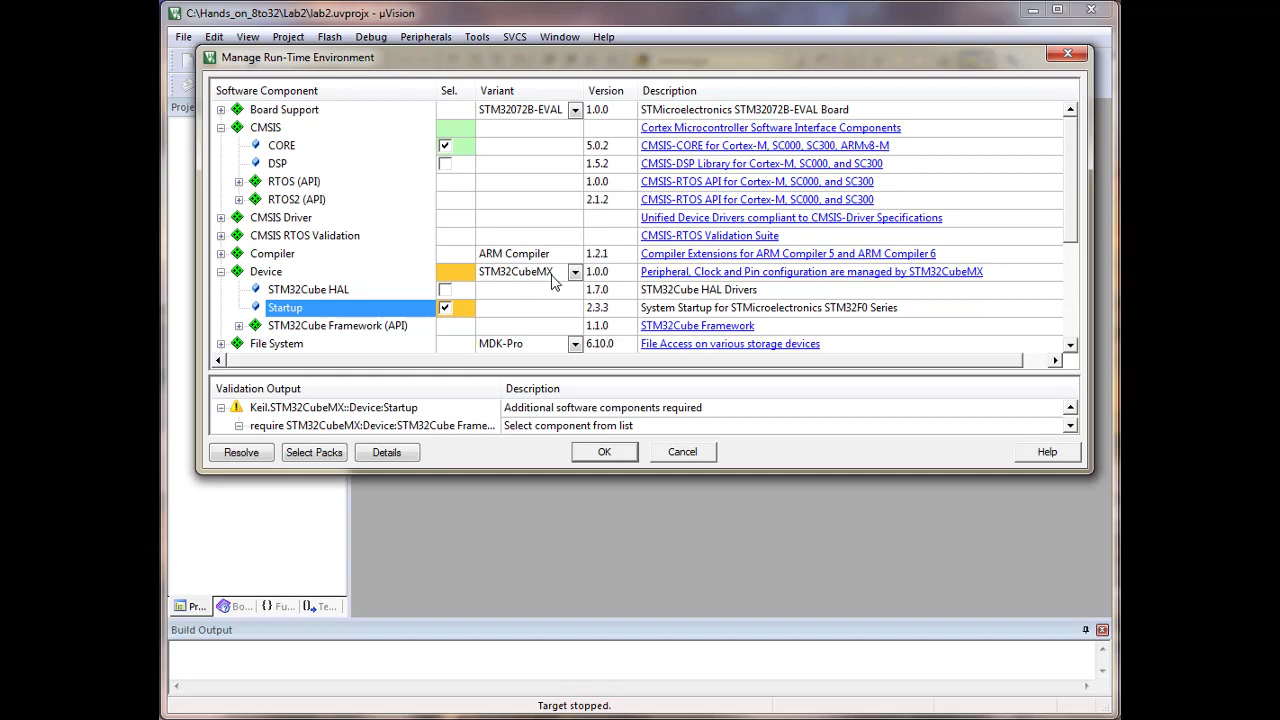 C:\Hands_on_8to32\Lab2\lab2.uvprojx - µVision
File Edit View Project Flash Debug Peripherals Tools SVCS Window Help
Manage Run-Time Environment
Software Component Sel. Variant Version Description
Board Support STM32072B-EVAL 1.0.0 STMicroelectronics STM32072B-EVAL Board
CMSIS Cortex Microcontroller Software Interface Components
CORE 5.0.2 CMSIS-CORE for Cortex-M, SC000, SC300, ARMv8-M
DSP 1.5.2 CMSIS-DSP Library for Cortex-M, SC000, and SC300
RTOS (API) 1.0.0 CMSIS-RTOS API for Cortex-M, SC000, and SC300
RTOS2 (API) 2.1.2 CMSIS-RTOS API for Cortex-M, SC000, and SC300
CMSIS Driver Unified Device Drivers compliant to CMSIS-Driver Specifications
CMSIS RTOS Validation CMSIS-RTOS Validation Suite
Compiler ARM Compiler 1.2.1 Compiler Extensions for ARM Compiler 5 and ARM Compiler 6
Device STM32CubeMX 1.0.0 Peripheral, Clock and Pin configuration are managed by STM32CubeMX
STM32Cube HAL 1.7.0 STM32Cube HAL Drivers
Startup 2.3.3 System Startup for STMicroelectronics STM32F0 Series
STM32Cube Framework (API) 1.1.0 STM32Cube Framework
File System MDK-Pro 6.10.0 File Access on various storage devices
Validation Output Description
Keil.STM32CubeMX::Device:Startup Additional software components required
require STM32CubeMX:Device:STM32Cube Frame... Select component from list
Resolve Select Packs Details OK Cancel Help
Proje
Pr... Bo... {} Fu... Te...
Build Output
Target stopped.